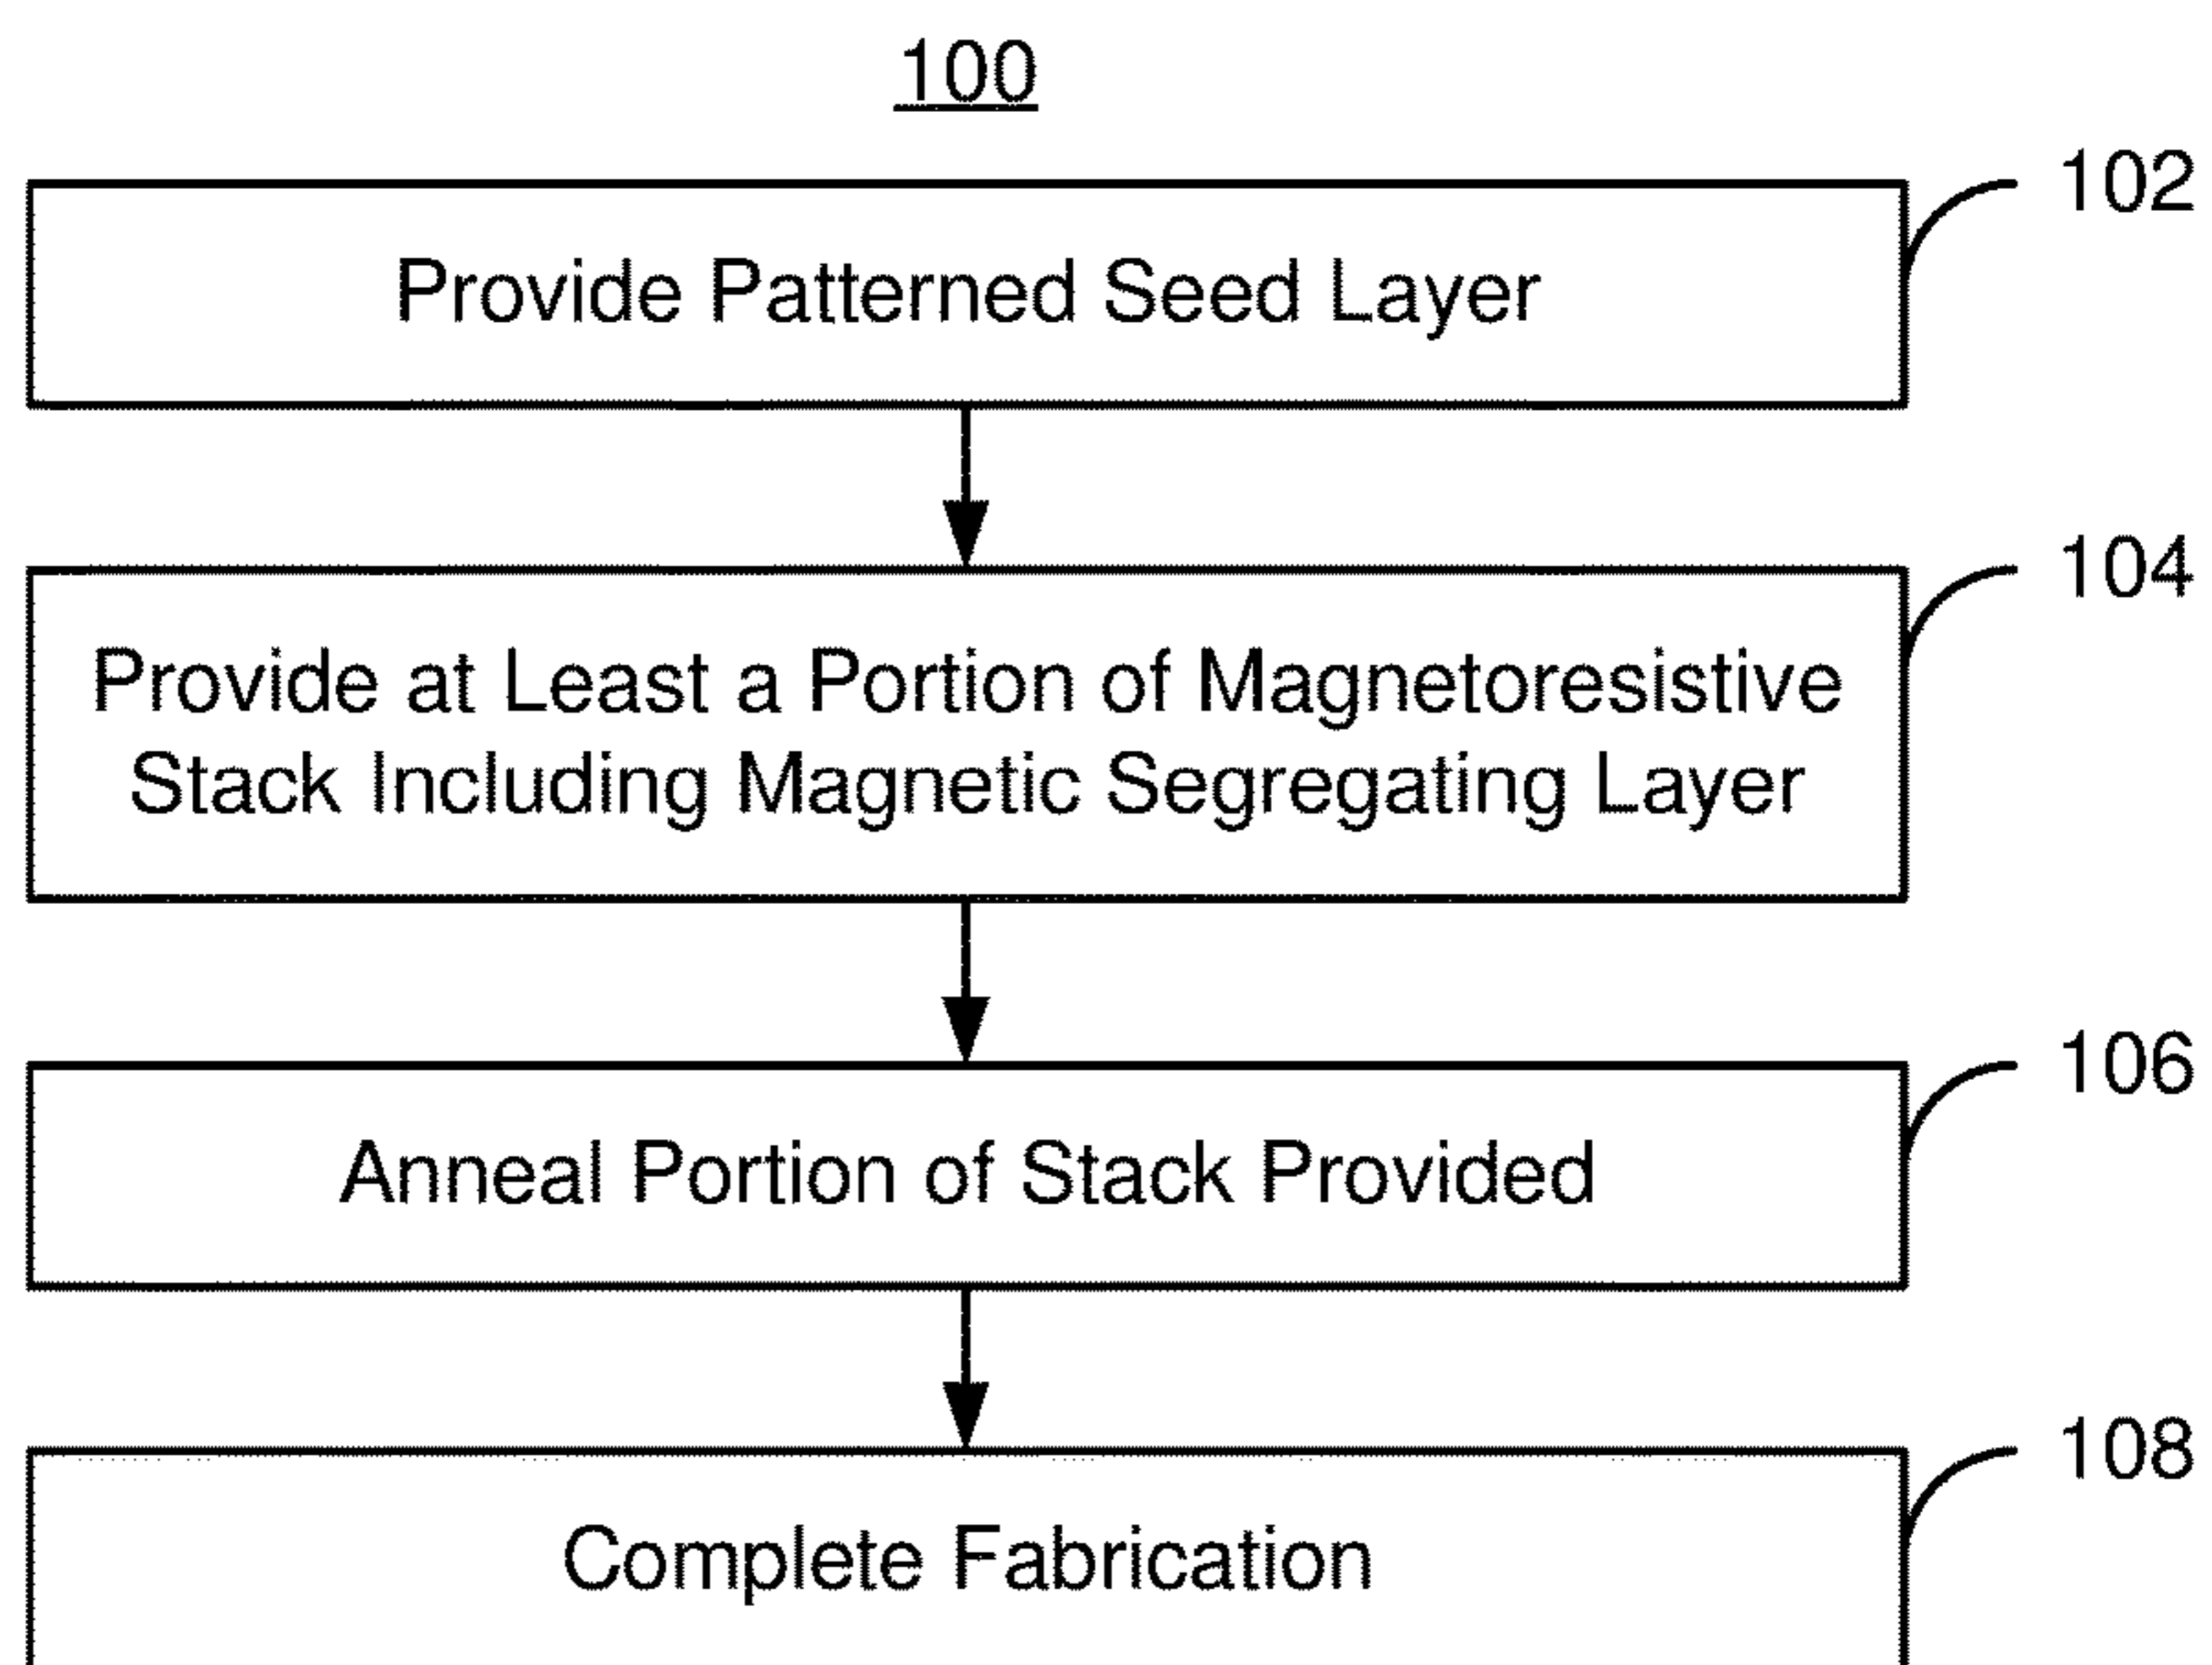 100
102
Provide Patterned Seed Layer
104
Provide at Least a Portion of Magnetoresistive
Stack Including Magnetic Segregating Layer
106
Anneal Portion of Stack Provided
108
Complete Fabrication